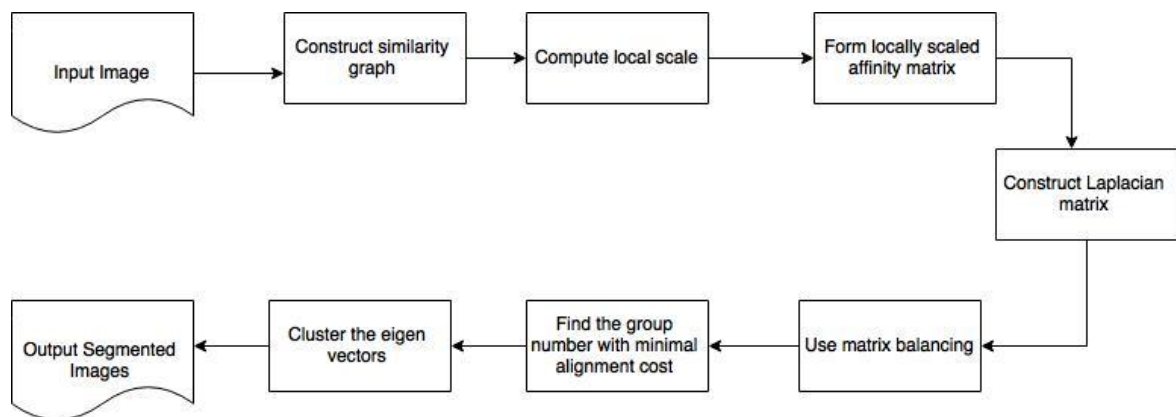 Input Image
Construct similarity
graph
Compute local scale
Form locally scaled
affinity matrix
Construct Laplacian
matrix
Use matrix balancing
Find the group
number with minimal
alignment cost
Cluster the eigen
vectors
Output Segmented
Images